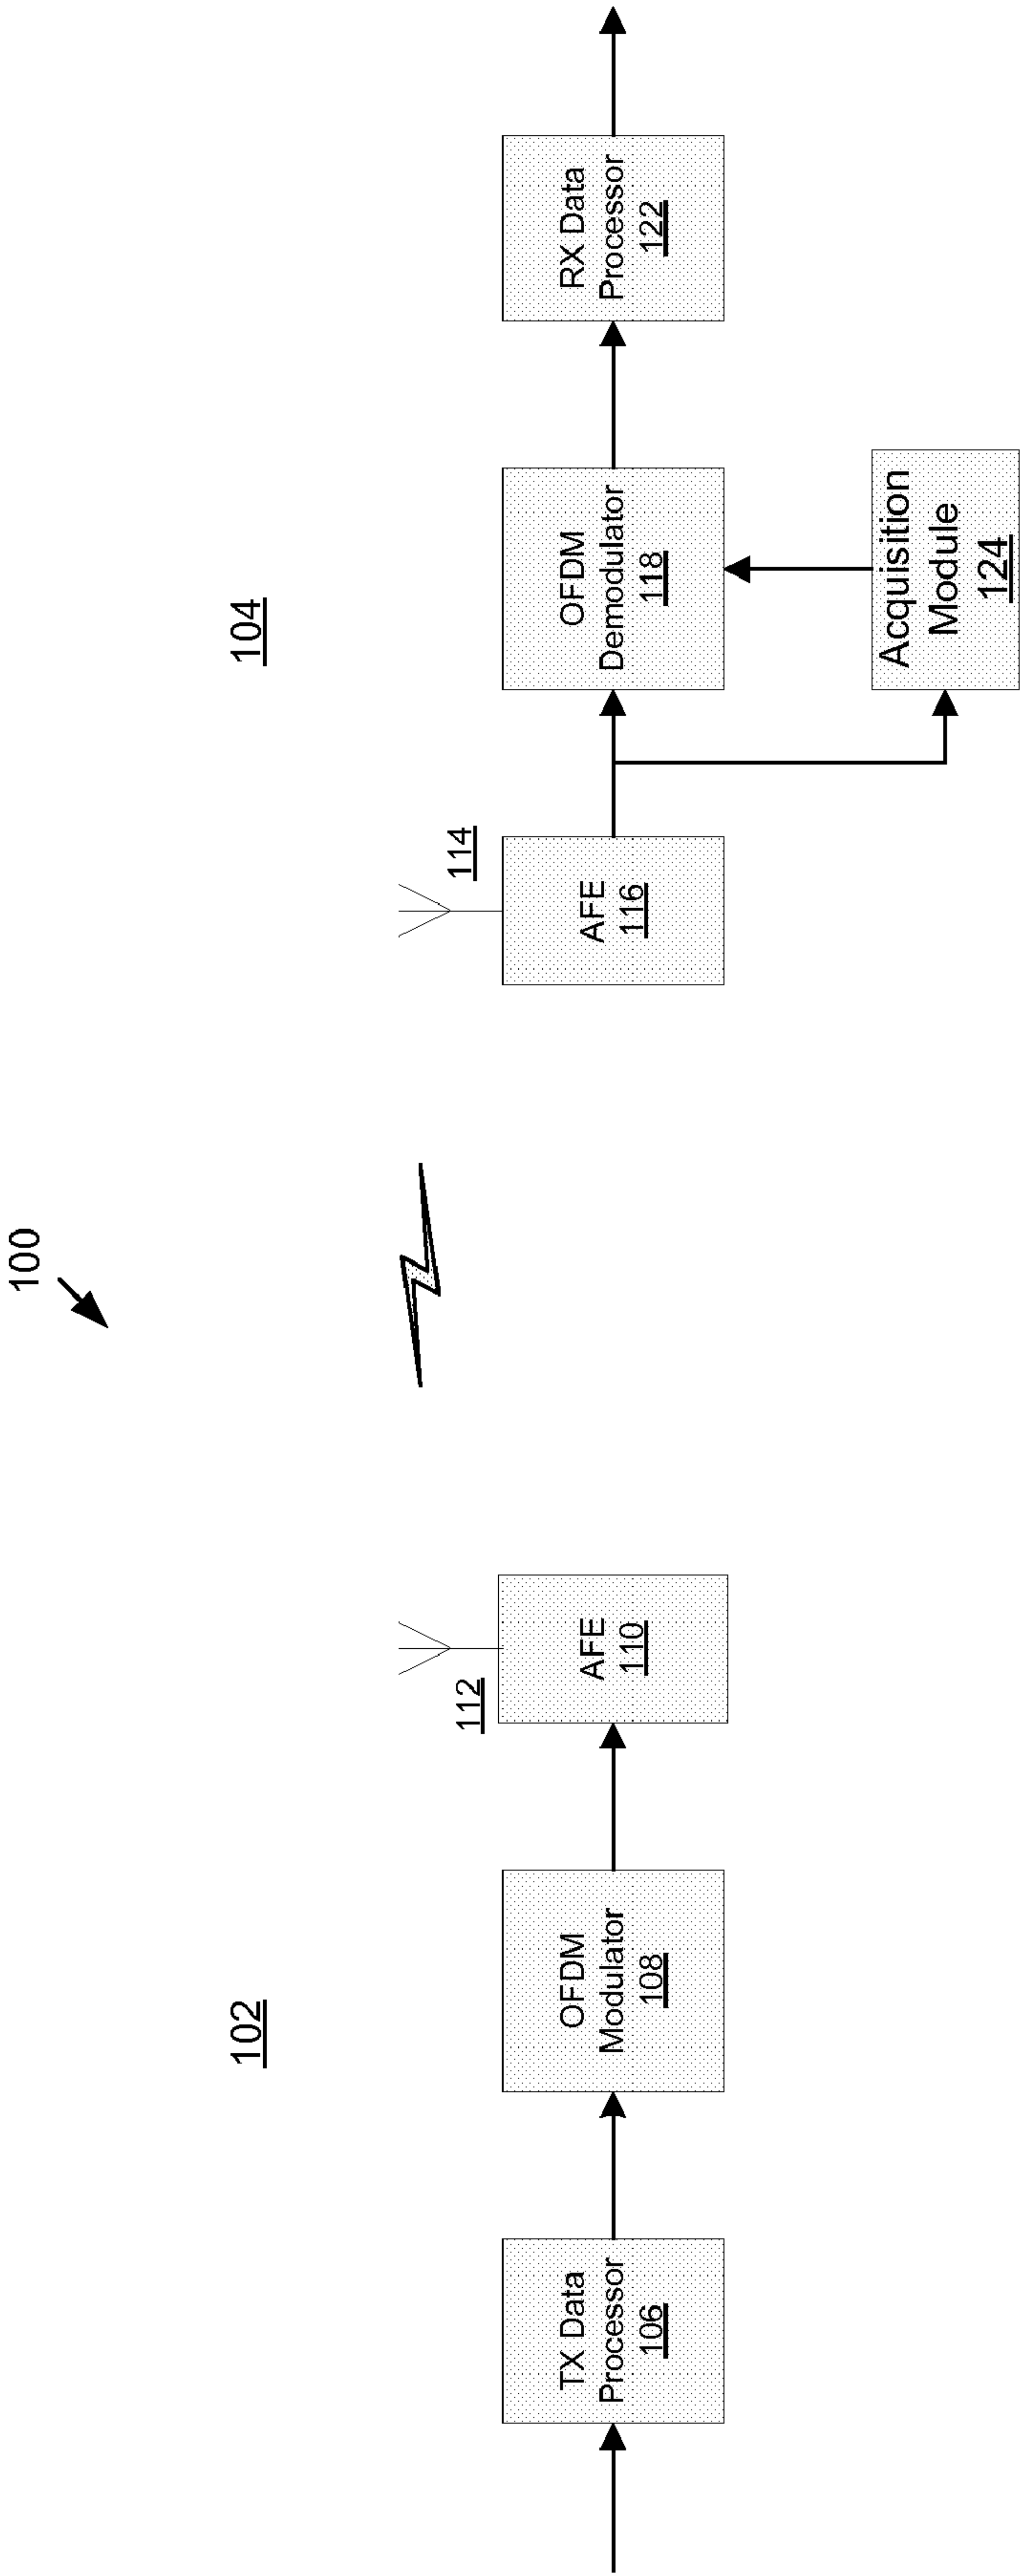 100
102
104
TX Data
Processor
106
OFDM
Modulator
108
112
AFE
110
114
AFE
116
OFDM
Demodulator
118
RX Data
Processor
122
Acquisition
Module
124